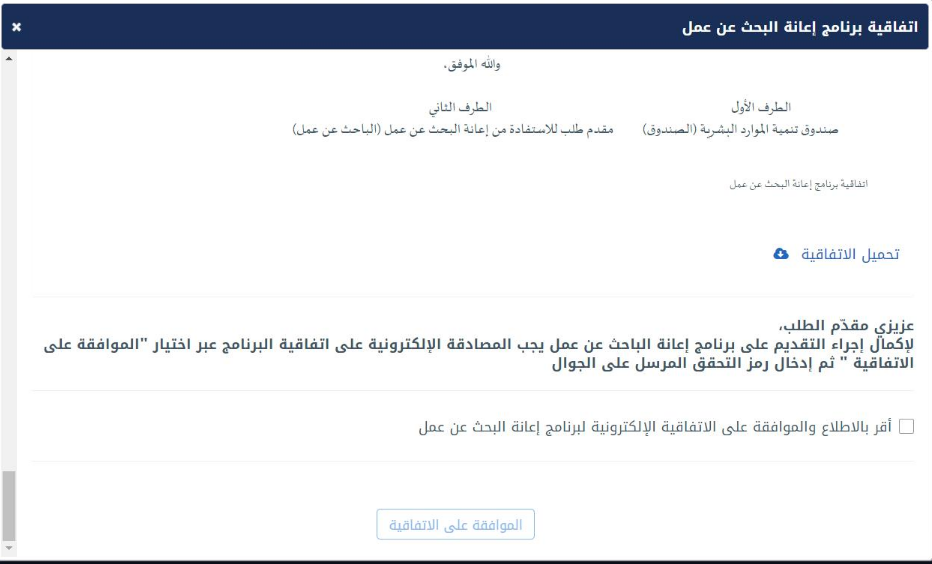 اتفاقية برنامج إعانة البحث عن عمل
والله الموفق.
الطرف الأول الطرف الثاني
صندوق تنمية الموارد البشرية (الصندوق) مقدم طلب للاستفادة من إعانة البحث عن عمل (الباحث عن عمل)
اتفاقية برنامج إعانة البحث عن عمل
تحميل الاتفاقية
عزيزي مقدّم الطلب،
لإكمال إجراء التقديم على برنامج إعانة الباحث عن عمل يجب المصادقة الإلكترونية على اتفاقية البرنامج عبر اختيار "الموافقة على
الاتفاقية " ثم إدخال رمز التحقق المرسل على الجوال
أقر بالاطلاع والموافقة على الاتفاقية الإلكترونية لبرنامج إعانة البحث عن عمل
الموافقة على الاتفاقية